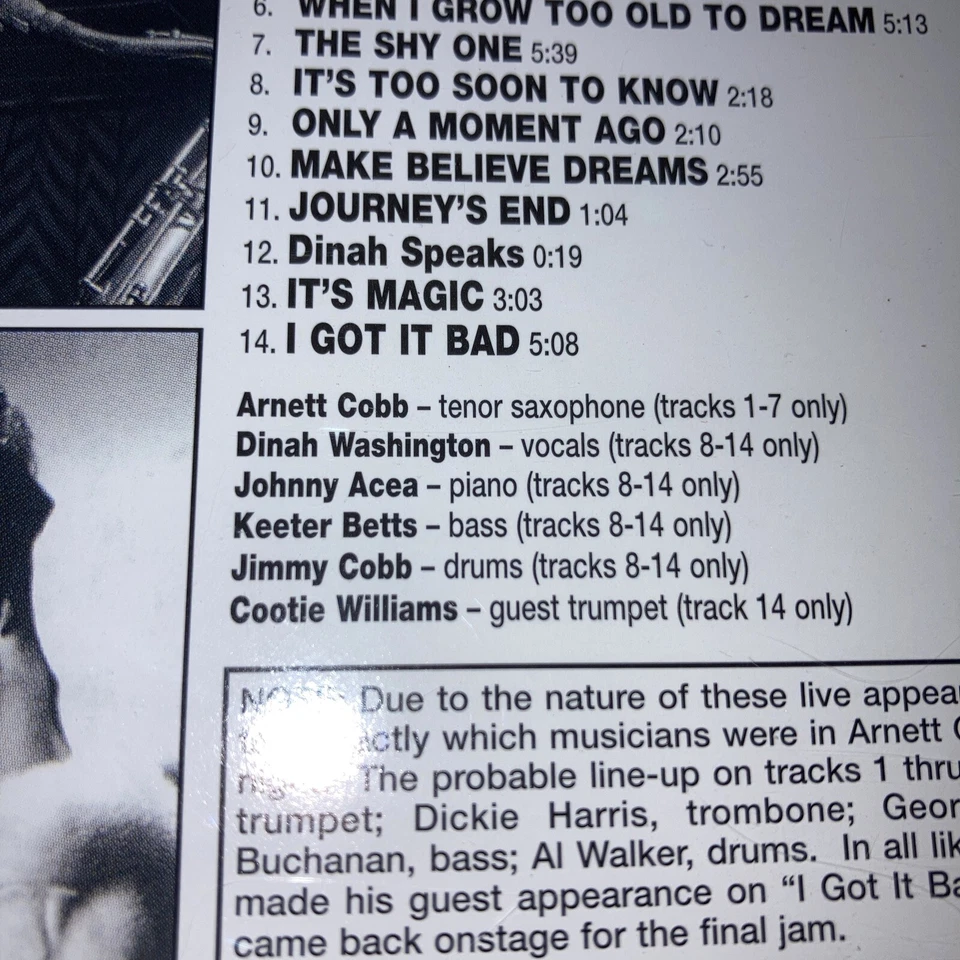 6. WHEN I GROW TOO OLD TO DREAM 5:13
7. THE SHY ONE 5:39
8. IT'S TOO SOON TO KNOW 2:18
9. ONLY A MOMENT AGO 2:10
10. MAKE BELIEVE DREAMS 2:55
11. JOURNEY'S END 1:04
12. Dinah Speaks 0:19
13. IT'S MAGIC 3:03
14. I GOT IT BAD 5:08
Arnett Cobb – tenor saxophone (tracks 1-7 only)
Dinah Washington – vocals (tracks 8-14 only)
Johnny Acea – piano (tracks 8-14 only)
Keeter Betts – bass (tracks 8-14 only)
Jimmy Cobb – drums (tracks 8-14 only)
Cootie Williams – guest trumpet (track 14 only)
Due to the nature of these live
which musicians were in Arnett
The probable line-up on tracks 1 thru
trumpet; Dickie Harris, trombone;
Buchanan, bass; Al Walker, drums. In all
made his guest appearance on “I Got It
came back onstage for the final jam.